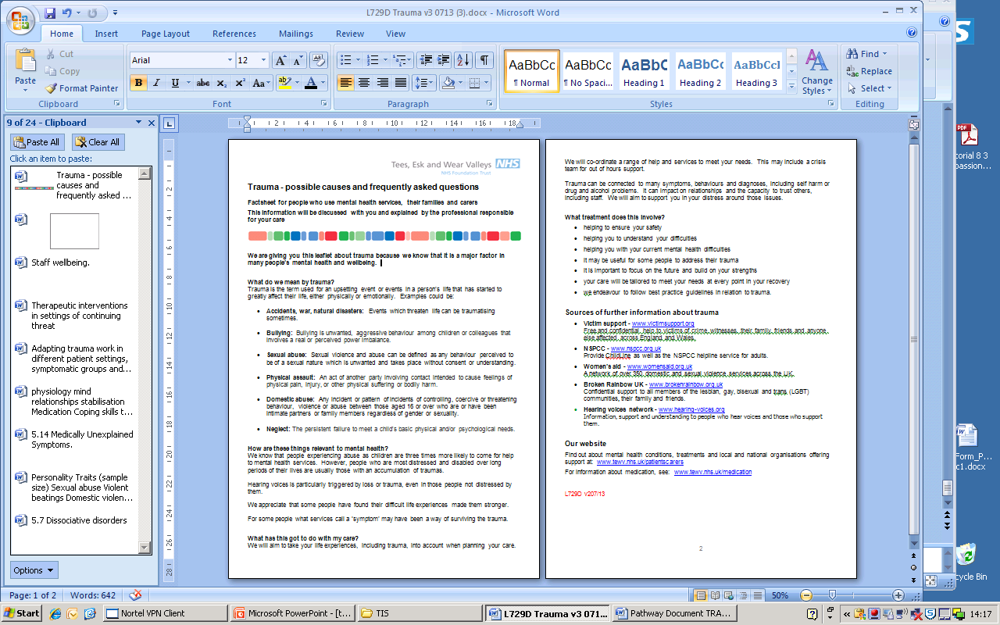 L729D Trauma v3 0713 (3).docx - Microsoft Word
Home Insert Page Layout References Mailings Review View
Paste
Cut
Copy
Format Painter
Clipboard
Arial 12
Font
Paragraph
AaBbCc AaBbCc AaBbC AaBbCc AaBbCcI
¶ Normal ¶ No Spaci... Heading 1 Heading 2 Heading 3
Change Styles
Styles
Find
Replace
Select
Editing
9 of 24 - Clipboard
Paste All Clear All
Click an item to paste:
Trauma - possible
causes and
frequently asked ...
Staff wellbeing.
Therapeutic interventions
in settings of continuing
threat
Adapting trauma work in
different patient settings,
symptomatic groups and...
physiology mind
relationships stabilisation
Medication Coping skills t...
5.14 Medically Unexplained
Symptoms.
Personality Traits (sample
size) Sexual abuse Violent
beatings Domestic violen...
5.7 Dissociative disorders
Options
Tees, Esk and Wear Valleys NHS
NHS Foundation Trust
Trauma - possible causes and frequently asked questions
Factsheet for people who use mental health services, their families and carers
This information will be discussed with you and explained by the professional responsible
for your care
We are giving you this leaflet about trauma because we know that it is a major factor in
many people's mental health and wellbeing.
What do we mean by trauma?
Trauma is the term used for an upsetting event or events in a person's life that has started to
greatly affect their life, either physically or emotionally. Examples could be:
• Accidents, war, natural disasters: Events which threaten life can be traumatising
sometimes.
• Bullying: Bullying is unwanted, aggressive behaviour among children or colleagues that
involves a real or perceived power imbalance.
• Sexual abuse: Sexual violence and abuse can be defined as any behaviour perceived to
be of a sexual nature which is unwanted and takes place without consent or understanding.
• Physical assault: An act of another party involving contact intended to cause feelings of
physical pain, injury, or other physical suffering or bodily harm.
• Domestic abuse: Any incident or pattern of incidents of controlling, coercive or threatening
behaviour, violence or abuse between those aged 16 or over who are or have been
intimate partners or family members regardless of gender or sexuality.
• Neglect: The persistent failure to meet a child's basic physical and/or psychological needs.
How are these things relevant to mental health?
We know that people experiencing abuse as children are three times more likely to come for help
to mental health services. However, people who are most distressed and disabled over long
periods of their lives are usually those with an accumulation of traumas.
Hearing voices is particularly triggered by loss or trauma, even in those people not distressed by
them.
We appreciate that some people have found their difficult life experiences made them stronger.
For some people what services call a 'symptom' may have been a way of surviving the trauma.
What has this got to do with my care?
We will aim to take your life experiences, including trauma, into account when planning your care.
We will co-ordinate a range of help and services to meet your needs. This may include a crisis
team for out of hours support.
Trauma can be connected to many symptoms, behaviours and diagnoses, including self harm or
drug and alcohol problems. It can impact on relationships and the capacity to trust others,
including staff. We will aim to support you in your distress around those issues.
What treatment does this involve?
• helping to ensure your safety
• helping you to understand your difficulties
• helping you with your current mental health difficulties
• it may be useful for some people to address their trauma
• it is important to focus on the future and build on your strengths
• your care will be tailored to meet your needs at every point in your recovery
• we endeavour to follow best practice guidelines in relation to trauma.
Sources of further information about trauma
• Victim support - www.victimsupport.org
Free and confidential help to victims of crime, witnesses, their family, friends and anyone
else affected across England and Wales.
• NSPCC - www.nspcc.org.uk
Provide ChildLine as well as the NSPCC helpline service for adults.
• Women's aid - www.womensaid.org.uk
A network of over 350 domestic and sexual violence services across the UK.
• Broken Rainbow UK - www.brokenrainbow.org.uk
Confidential support to all members of the lesbian, gay, bisexual and trans (LGBT)
communities, their family and friends.
• Hearing voices network - www.hearing-voices.org
Information, support and understanding to people who hear voices and those who support
them.
Our website
Find out about mental health conditions, treatments and local and national organisations offering
support at: www.tewv.nhs.uk/patientscarers
For information about medication, see: www.tewv.nhs.uk/medication
L729D V207/13
2
PDF
torial 8 3
passion...
_Form_P...
c1.docx
cycle Bin
Page: 1 of 2 Words: 642 50%
Start Nortel VPN Client Microsoft PowerPoint - [t... TIS L729D Trauma v3 071... Pathway Document TRA... 14:17